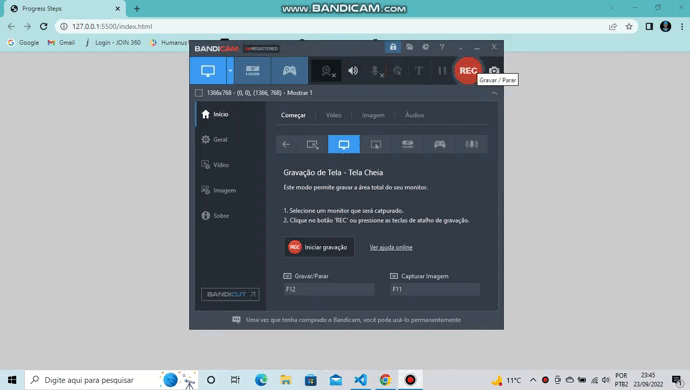 www.BANDICAM.com
Progress Steps
127.0.0.1:5500/index.html
Google
Gmail
Login - JOIN 360
Humanus
BANDICAM UNREGISTERED
HDMI
REC
Gravar / Parar
1366x768 - (0, 0), (1366, 768) - Mostrar 1
Início
Geral
Vídeo
Imagem
Sobre
BANDICUT
Começar
Vídeo
Imagem
Áudios
Gravação de Tela - Tela Cheia
Este modo permite gravar a área total do seu monitor.
1. Selecione um monitor que será catpurado.
2. Clique no botão 'REC' ou pressione as teclas de atalho de gravação.
REC
Iniciar gravação
Ver ajuda online
Gravar/Parar
F12
Capturar Imagem
F11
Uma vez que tenha comprado o Bandicam, você pode usá-lo permanentemente
Digite aqui para pesquisar
11°C
POR
PTB2
23:45
23/09/2022